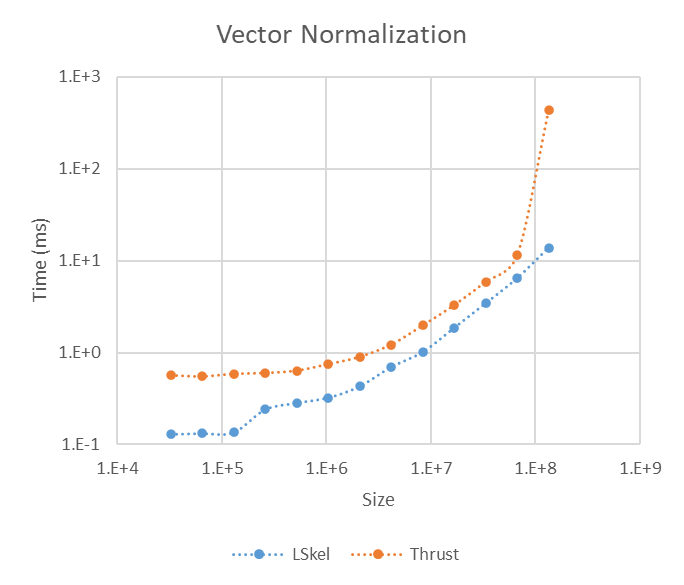 Vector Normalization
1.E+3
1.E+2
1.E+1
1.E+0
1.E-1
Time (ms)
1.E+4 1.E+5 1.E+6 1.E+7 1.E+8 1.E+9
Size
LSkel Thrust